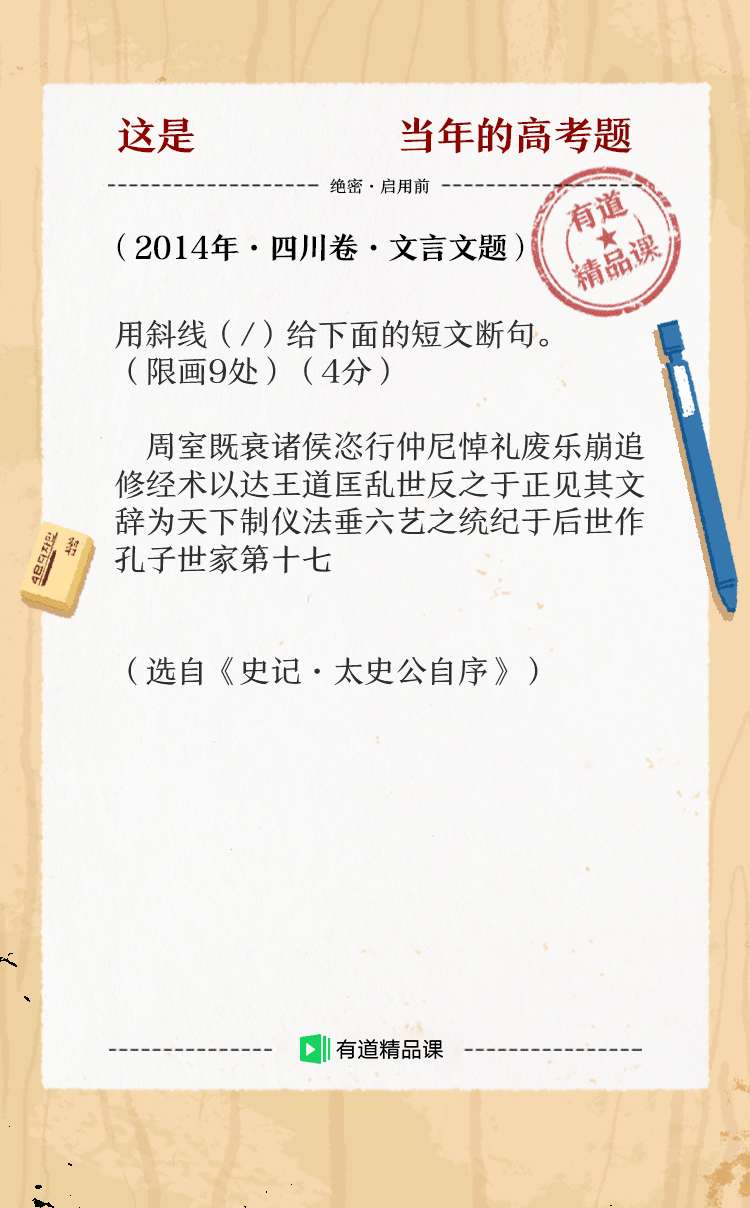 这是 当年的高考题
绝密·启用前
（2014年·四川卷·文言文题）
有道
精品课
用斜线（/）给下面的短文断句。
（限画9处）（4分）
周室既衰诸侯恣行仲尼悼礼废乐崩追
修经术以达王道匡乱世反之于正见其文
辞为天下制仪法垂六艺之统纪于后世作
孔子世家第十七
（选自《史记·太史公自序》）
有道精品课